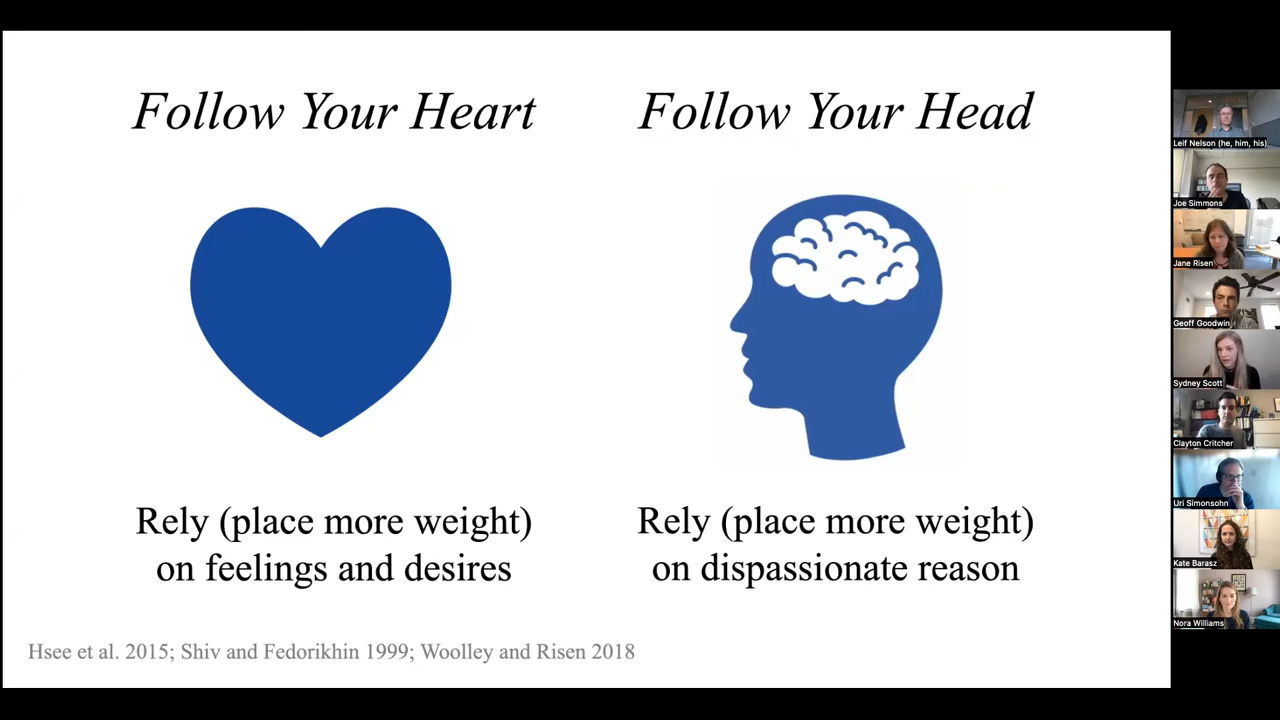 Follow Your Heart
Follow Your Head
Rely (place more weight)
on feelings and desires
Rely (place more weight)
on dispassionate reason
Hsee et al. 2015; Shiv and Fedorikhin 1999; Woolley and Risen 2018
Leif Nelson (he, him, his)
Joe Simmons
Jane Risen
Geoff Goodwin
Sydney Scott
Clayton Critcher
Uri Simonsohn
Kate Barasz
Nora Williams